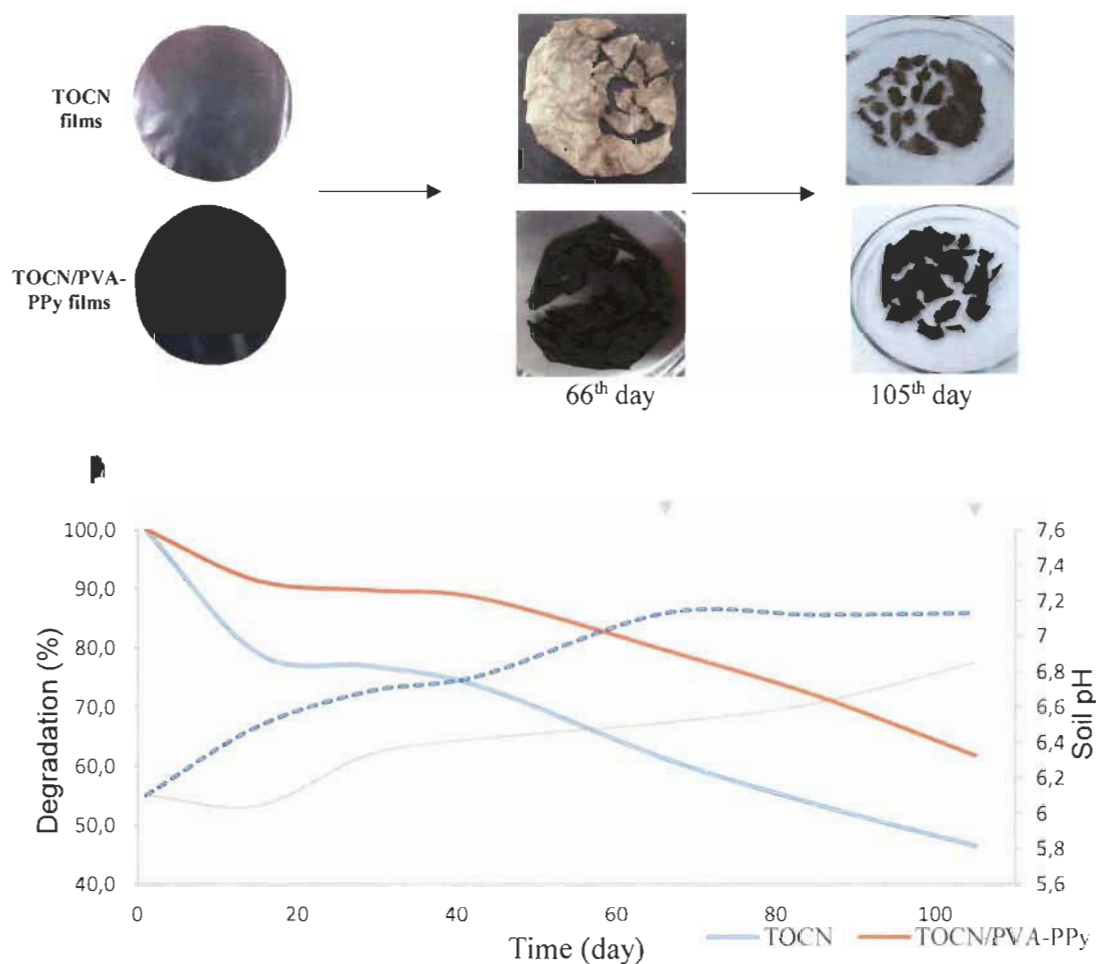 TOCN
films
TOCN/PVA-
PPy films
66th day
105th day
100,0
90,0
80,0
70,0
60,0
50,0
40,0
Degradation (%)
7,6
7,4
7,2
7
6,8
6,6
6,4
6,2
6
5,8
5,6
Soil pH
0
20
40
60
80
100
Time (day)
TOCN
TOCN/PVA-PPy